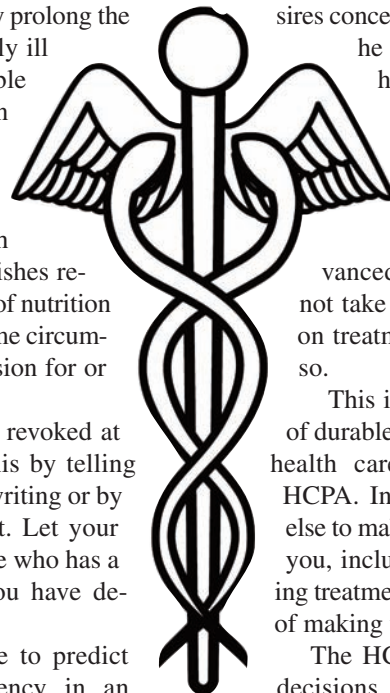 y prolong the
ly ill
ble
n
n
ishes re-
of nutrition
ne circum-
sion for or
revoked at
is by telling
writing or by
t. Let your
e who has a
ou have de-
e to predict
ency in an
sires conce
he
h
vanced
not take
on treatm
so.
This i
of durable
health care
HCPA. In
else to ma
you, inclu
ing treatme
of making
The HC
decisions